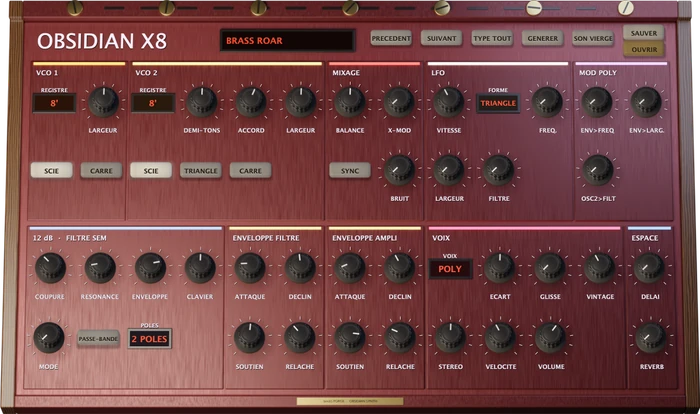 OBSIDIAN X8
BRASS ROAR
PRECEDENT
SUIVANT
TYPE TOUT
GENERER
SON VIERGE
SAUVER
OUVRIR
VCO 1
REGISTRE
8'
LARGEUR
SCIE
CARRE
VCO 2
REGISTRE
8'
DEMI-TONS
ACCORD
LARGEUR
SCIE
TRIANGLE
CARRE
MIXAGE
BALANCE
X-MOD
SYNC
BRUIT
LFO
VITESSE
FORME
TRIANGLE
FREQ.
LARGEUR
FILTRE
MOD POLY
ENV>FREQ
ENV>LARG.
OSC2>FILT
12 dB - FILTRE SEM
COUPURE
RESONANCE
ENVELOPPE
CLAVIER
MODE
PASSE-BANDE
POLES
2 POLES
ENVELOPPE FILTRE
ATTAQUE
DECLIN
SOUTIEN
RELACHE
ENVELOPPE AMPLI
ATTAQUE
DECLIN
SOUTIEN
RELACHE
VOIX
VOIX
POLY
ECART
GLISSE
VINTAGE
STEREO
VELOCITE
VOLUME
ESPACE
DELAI
REVERB